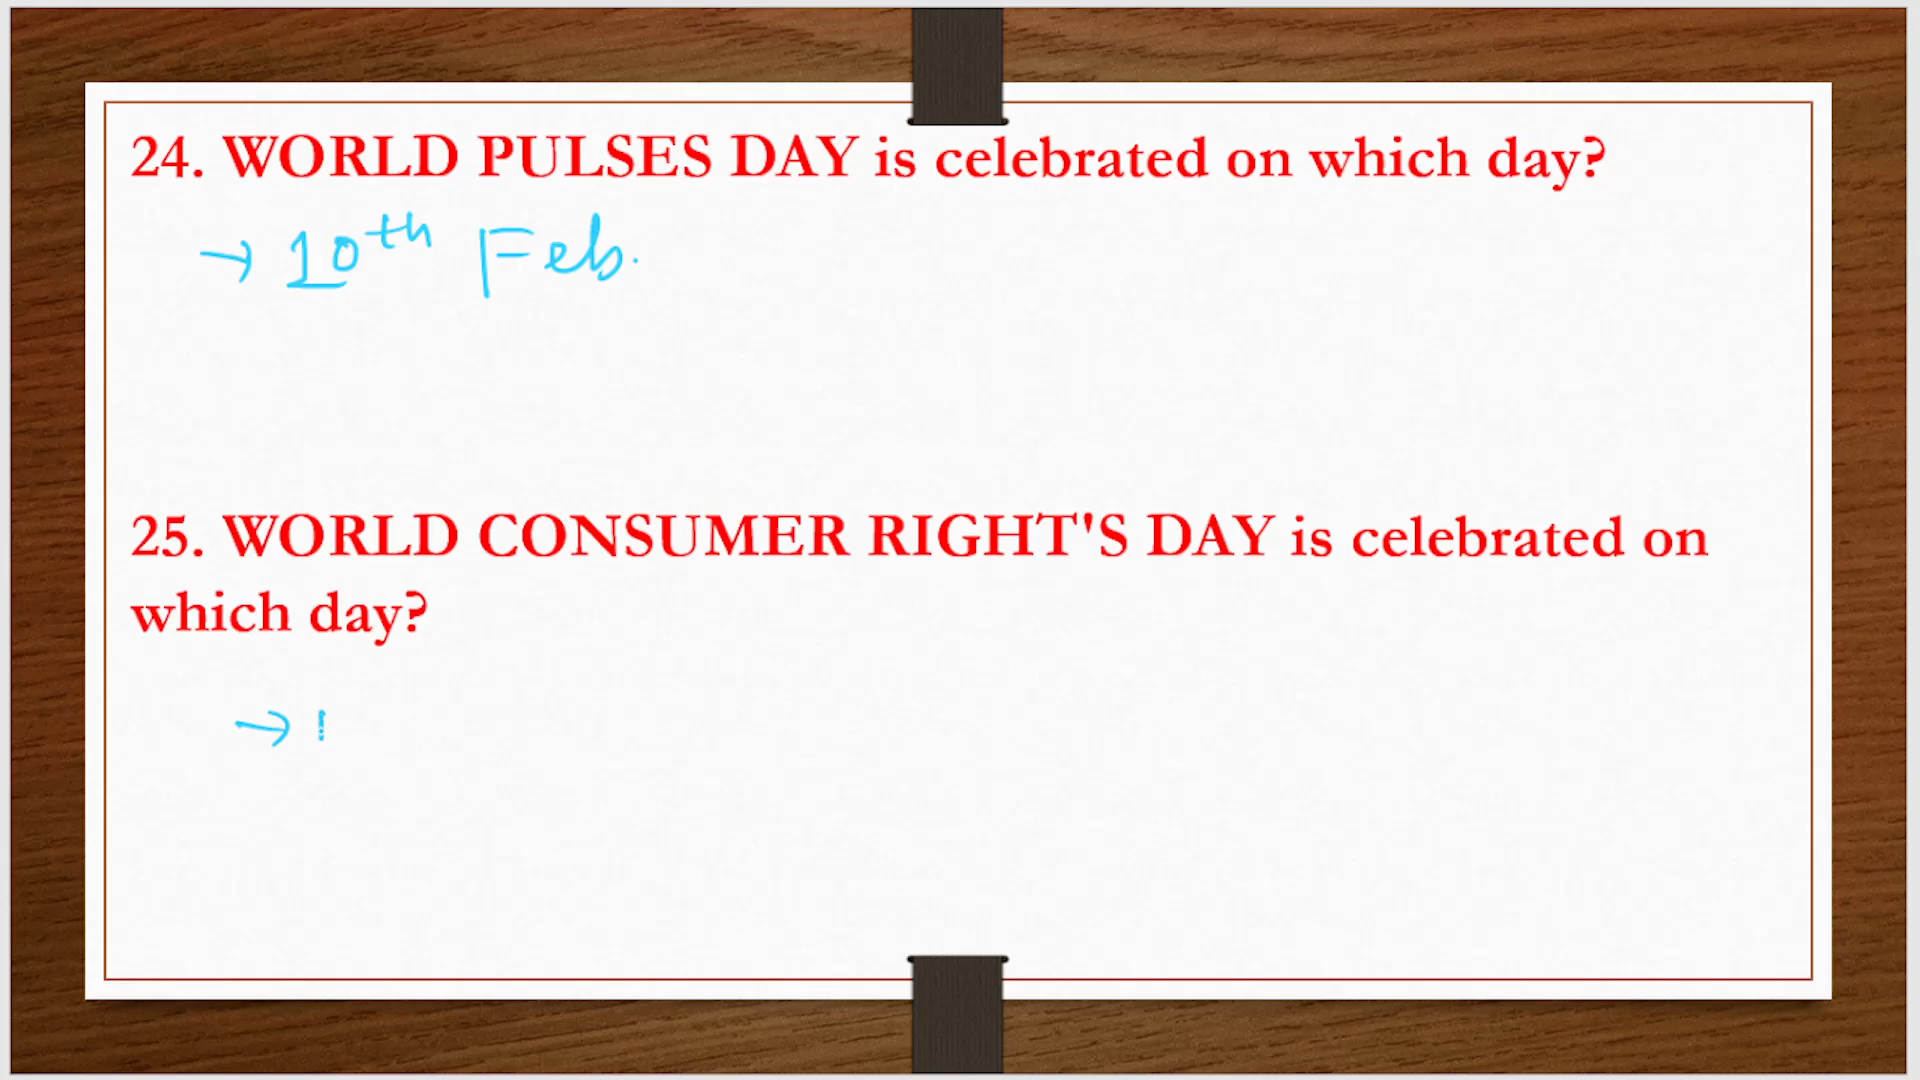 24. WORLD PULSES DAY is celebrated on which day?
→ 10th Feb.
25. WORLD CONSUMER RIGHT'S DAY is celebrated on
which day?
→